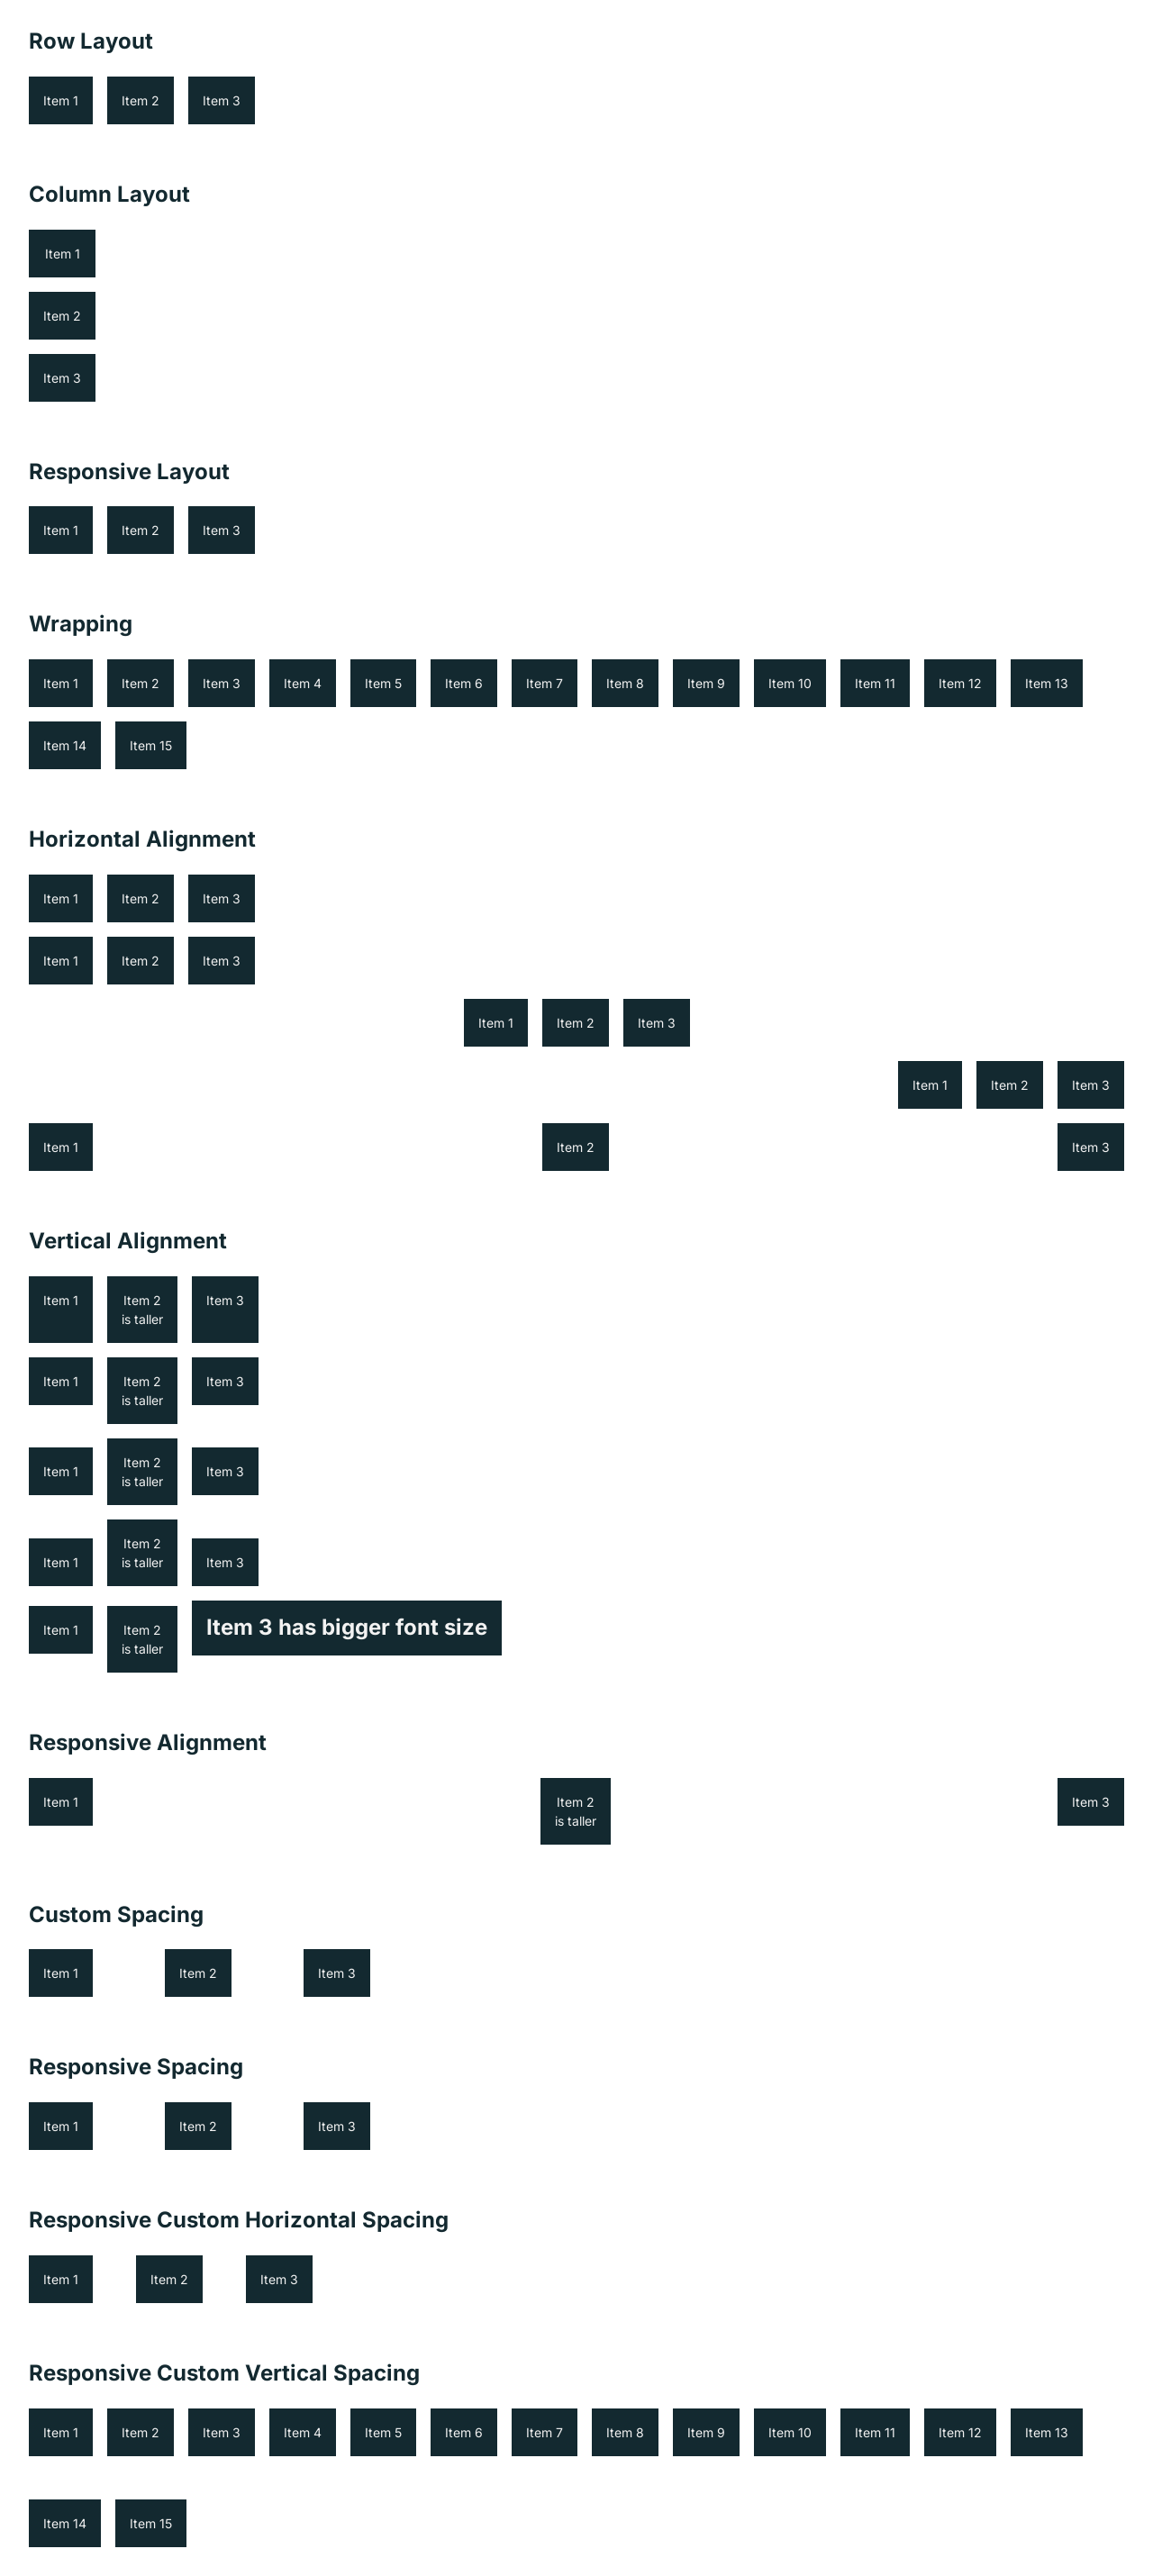 Row Layout
Item 1 Item 2 Item 3
Column Layout
Item 1
Item 2
Item 3
Responsive Layout
Item 1 Item 2 Item 3
Wrapping
Item 1 Item 2 Item 3 Item 4 Item 5 Item 6 Item 7 Item 8 Item 9 Item 10 Item 11 Item 12 Item 13
Item 14 Item 15
Horizontal Alignment
Item 1 Item 2 Item 3
Item 1 Item 2 Item 3
Item 1 Item 2 Item 3
Item 1 Item 2 Item 3
Item 1 Item 2 Item 3
Vertical Alignment
Item 1 Item 2 Item 3
is taller
Item 1 Item 2 Item 3
is taller
Item 2
Item 1 is taller Item 3
Item 2
Item 1 is taller Item 3
Item 1 Item 2 Item 3 has bigger font size
is taller
Responsive Alignment
Item 1 Item 2 Item 3
is taller
Custom Spacing
Item 1 Item 2 Item 3
Responsive Spacing
Item 1 Item 2 Item 3
Responsive Custom Horizontal Spacing
Item 1 Item 2 Item 3
Responsive Custom Vertical Spacing
Item 1 Item 2 Item 3 Item 4 Item 5 Item 6 Item 7 Item 8 Item 9 Item 10 Item 11 Item 12 Item 13
Item 14 Item 15